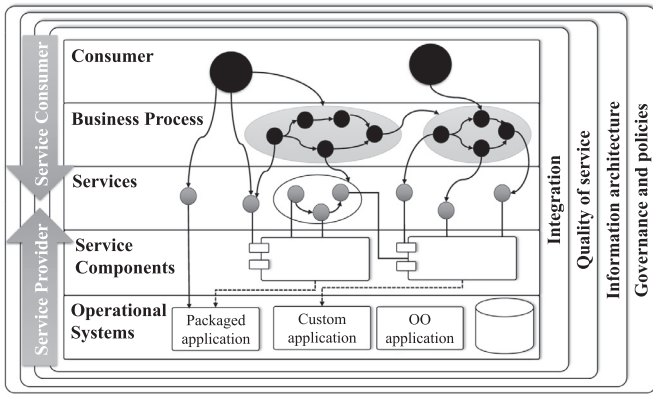 Consumer
Business Process
Services
Service
Components
Operational
Systems
Packaged
application
Custom
application
OO
application
Service Consumer
Service Provider
Integration
Quality of service
Information architecture
Governance and policies